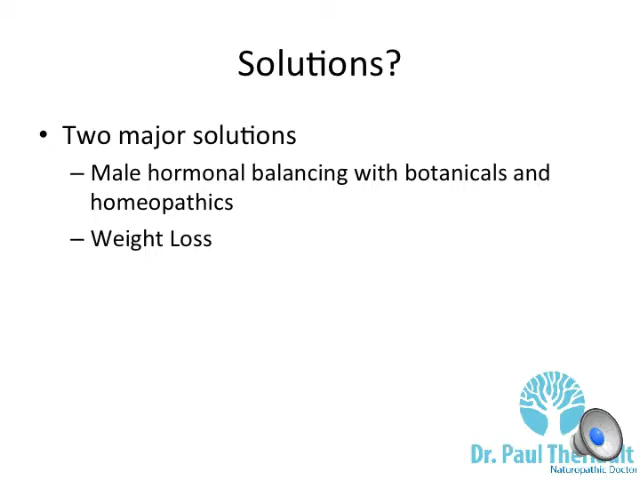 Solutions?
• Two major solutions
– Male hormonal balancing with botanicals and
homeopathics
– Weight Loss
Dr. Paul
Naturopathic Doctor